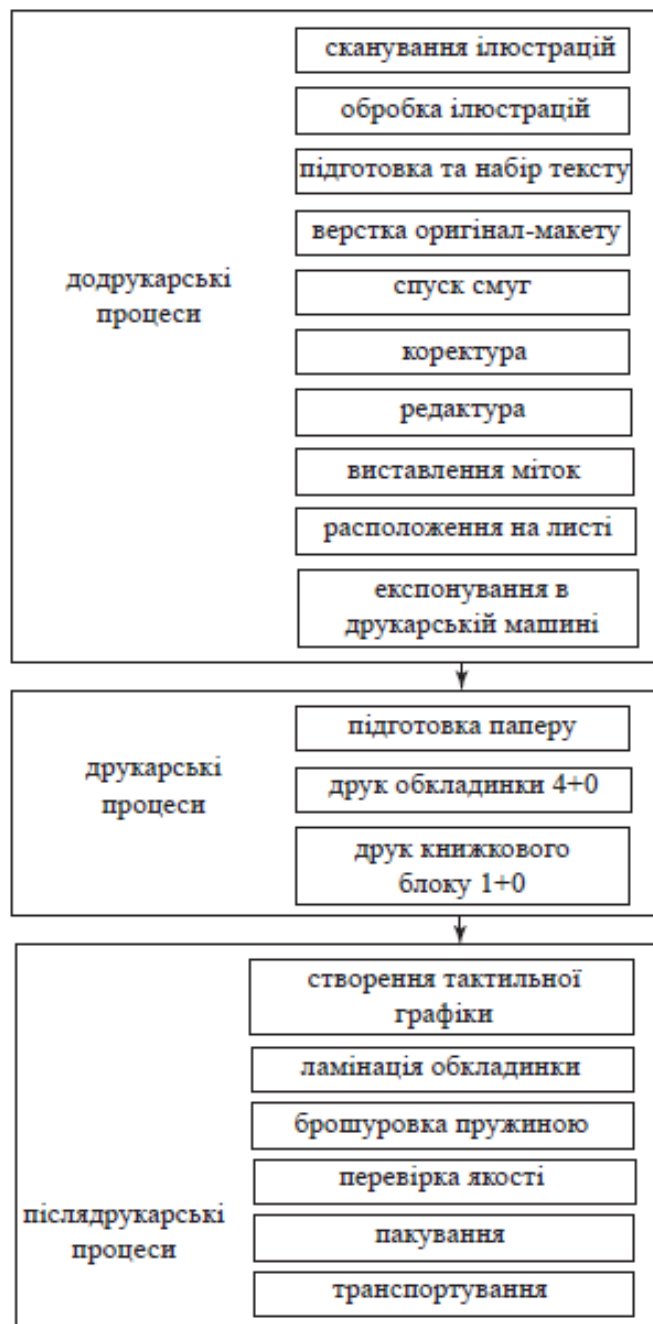 сканування ілюстрацій
обробка ілюстрацій
підготовка та набір тексту
верстка оригінал-макету
спуск смуг
коректура
редактура
виставлення міток
расположення на листі
експонування в
друкарській машині
додрукарські
процеси
підготовка паперу
друк обкладинки 4+0
друк книжкового
блоку 1+0
друкарські
процеси
створення тактильної
графіки
ламінація обкладинки
брошуровка пружиною
перевірка якості
пакування
транспортування
післядрукарські
процеси